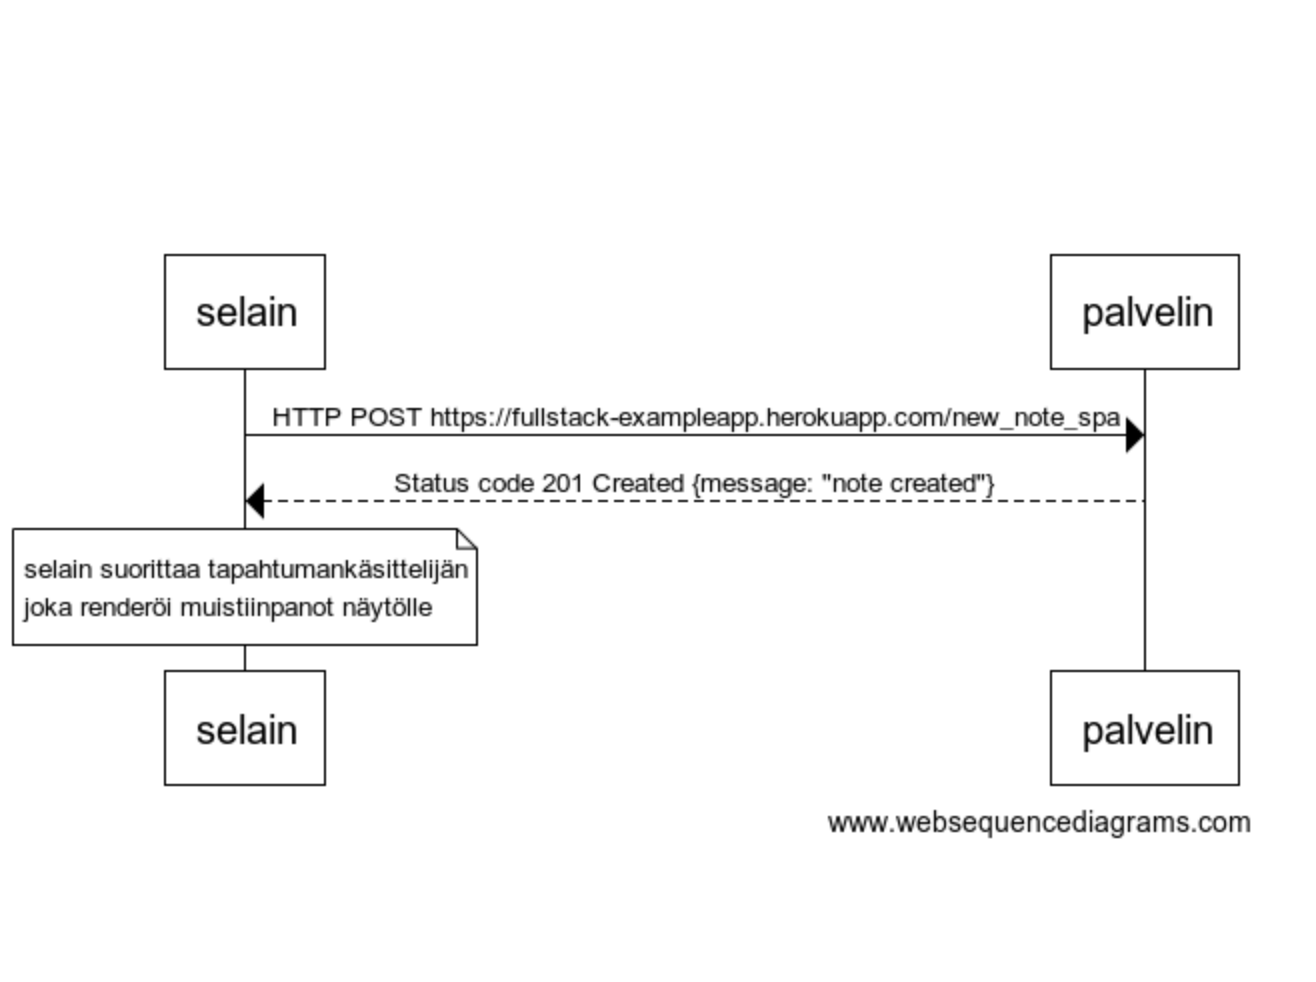 selain
palvelin
HTTP POST https://fullstack-exampleapp.herokuapp.com/new_note_spa
Status code 201 Created {message: "note created"}
selain suorittaa tapahtumankäsittelijän
joka renderöi muistiinpanot näytölle
selain
palvelin
www.websequencediagrams.com